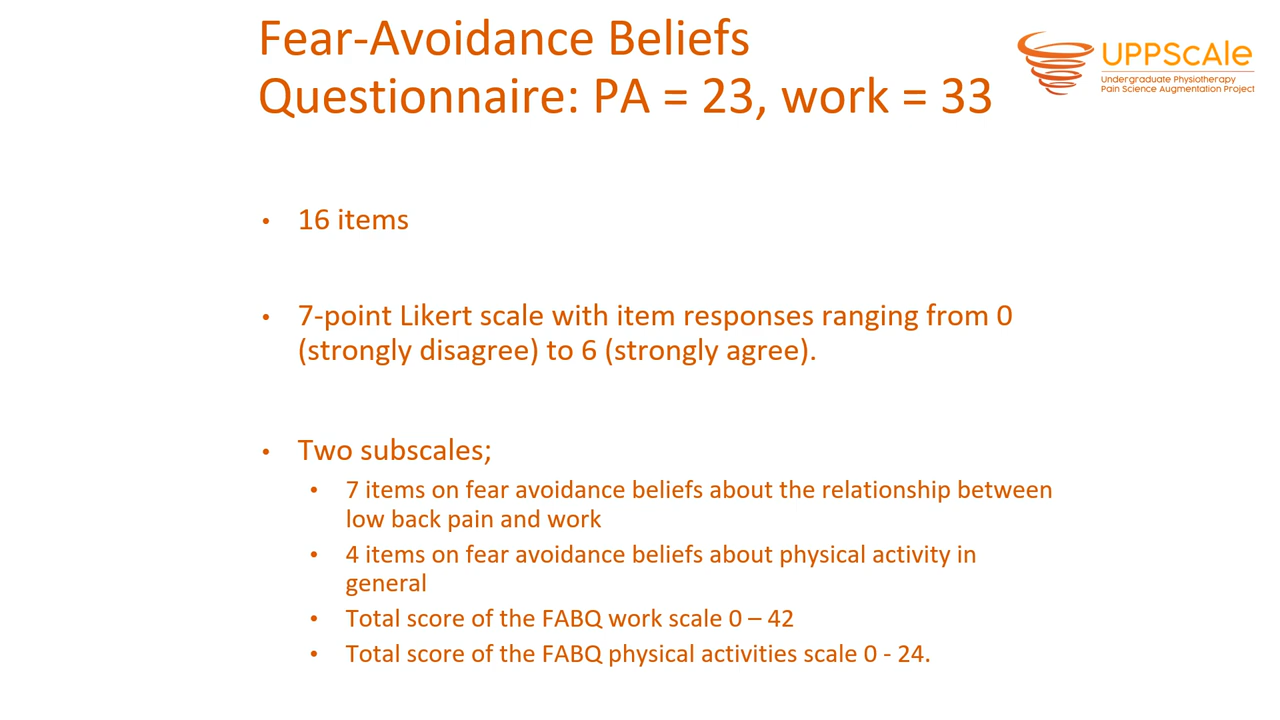 Fear-Avoidance Beliefs
Questionnaire: PA = 23, work = 33
UPPScAle
Undergraduate Physiotherapy
Pain Science Augmentation Project
• 16 items
• 7-point Likert scale with item responses ranging from 0
(strongly disagree) to 6 (strongly agree).
• Two subscales;
• 7 items on fear avoidance beliefs about the relationship between
low back pain and work
• 4 items on fear avoidance beliefs about physical activity in
general
• Total score of the FABQ work scale 0 – 42
• Total score of the FABQ physical activities scale 0 - 24.